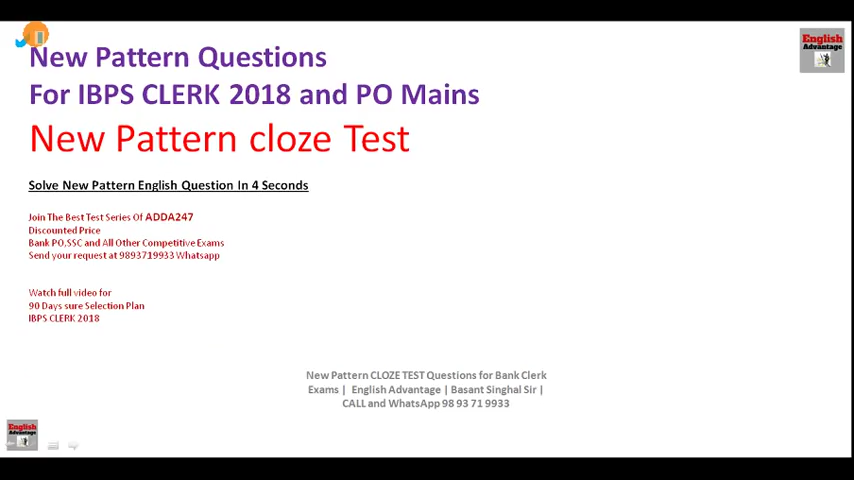 New Pattern Questions
For IBPS CLERK 2018 and PO Mains
New Pattern cloze Test
Solve New Pattern English Question In 4 Seconds
Join The Best Test Series Of ADDA247
Discounted Price
Bank PO,SSC and All Other Competitive Exams
Send your request at 9893719933 Whatsapp
Watch full video for
90 Days sure Selection Plan
IBPS CLERK 2018
New Pattern CLOZE TEST Questions for Bank Clerk
Exams | English Advantage | Basant Singhal Sir |
CALL and WhatsApp 98 93 71 9933
English
Advantage
English
Advantage